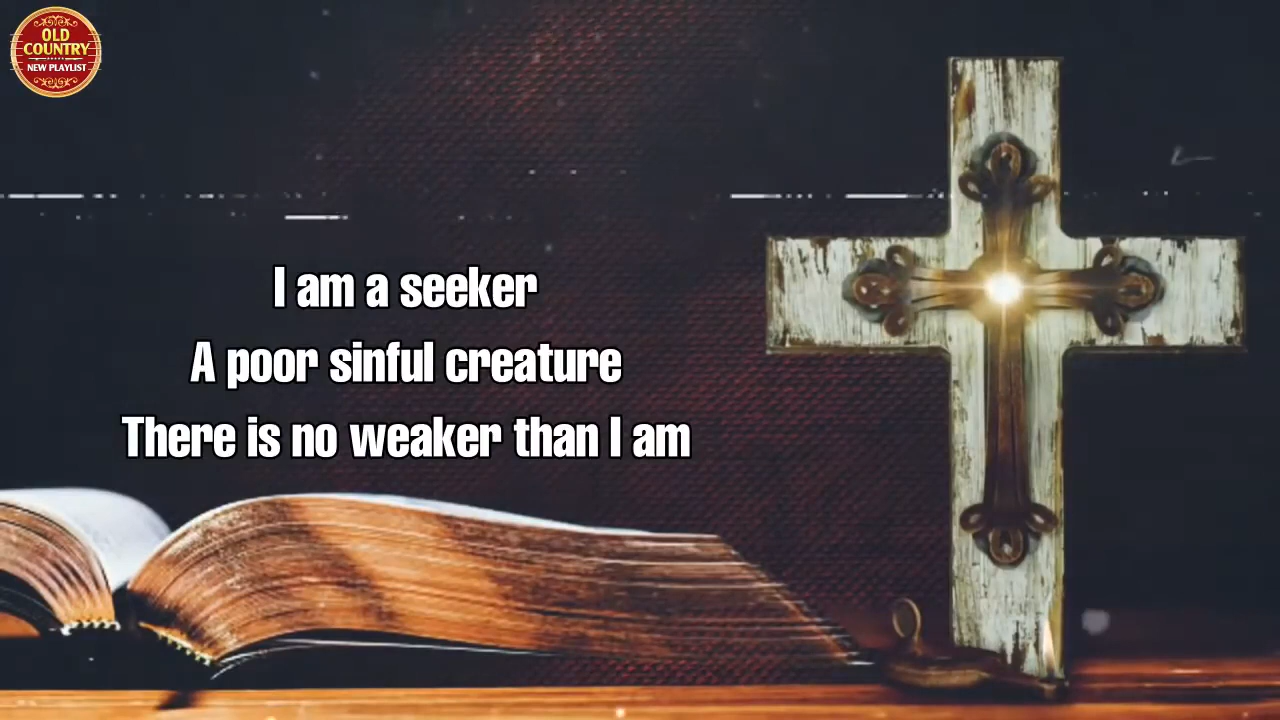 OLD
COUNTRY
NEW PLAYLIST
I am a seeker
A poor sinful creature
There is no weaker than I am